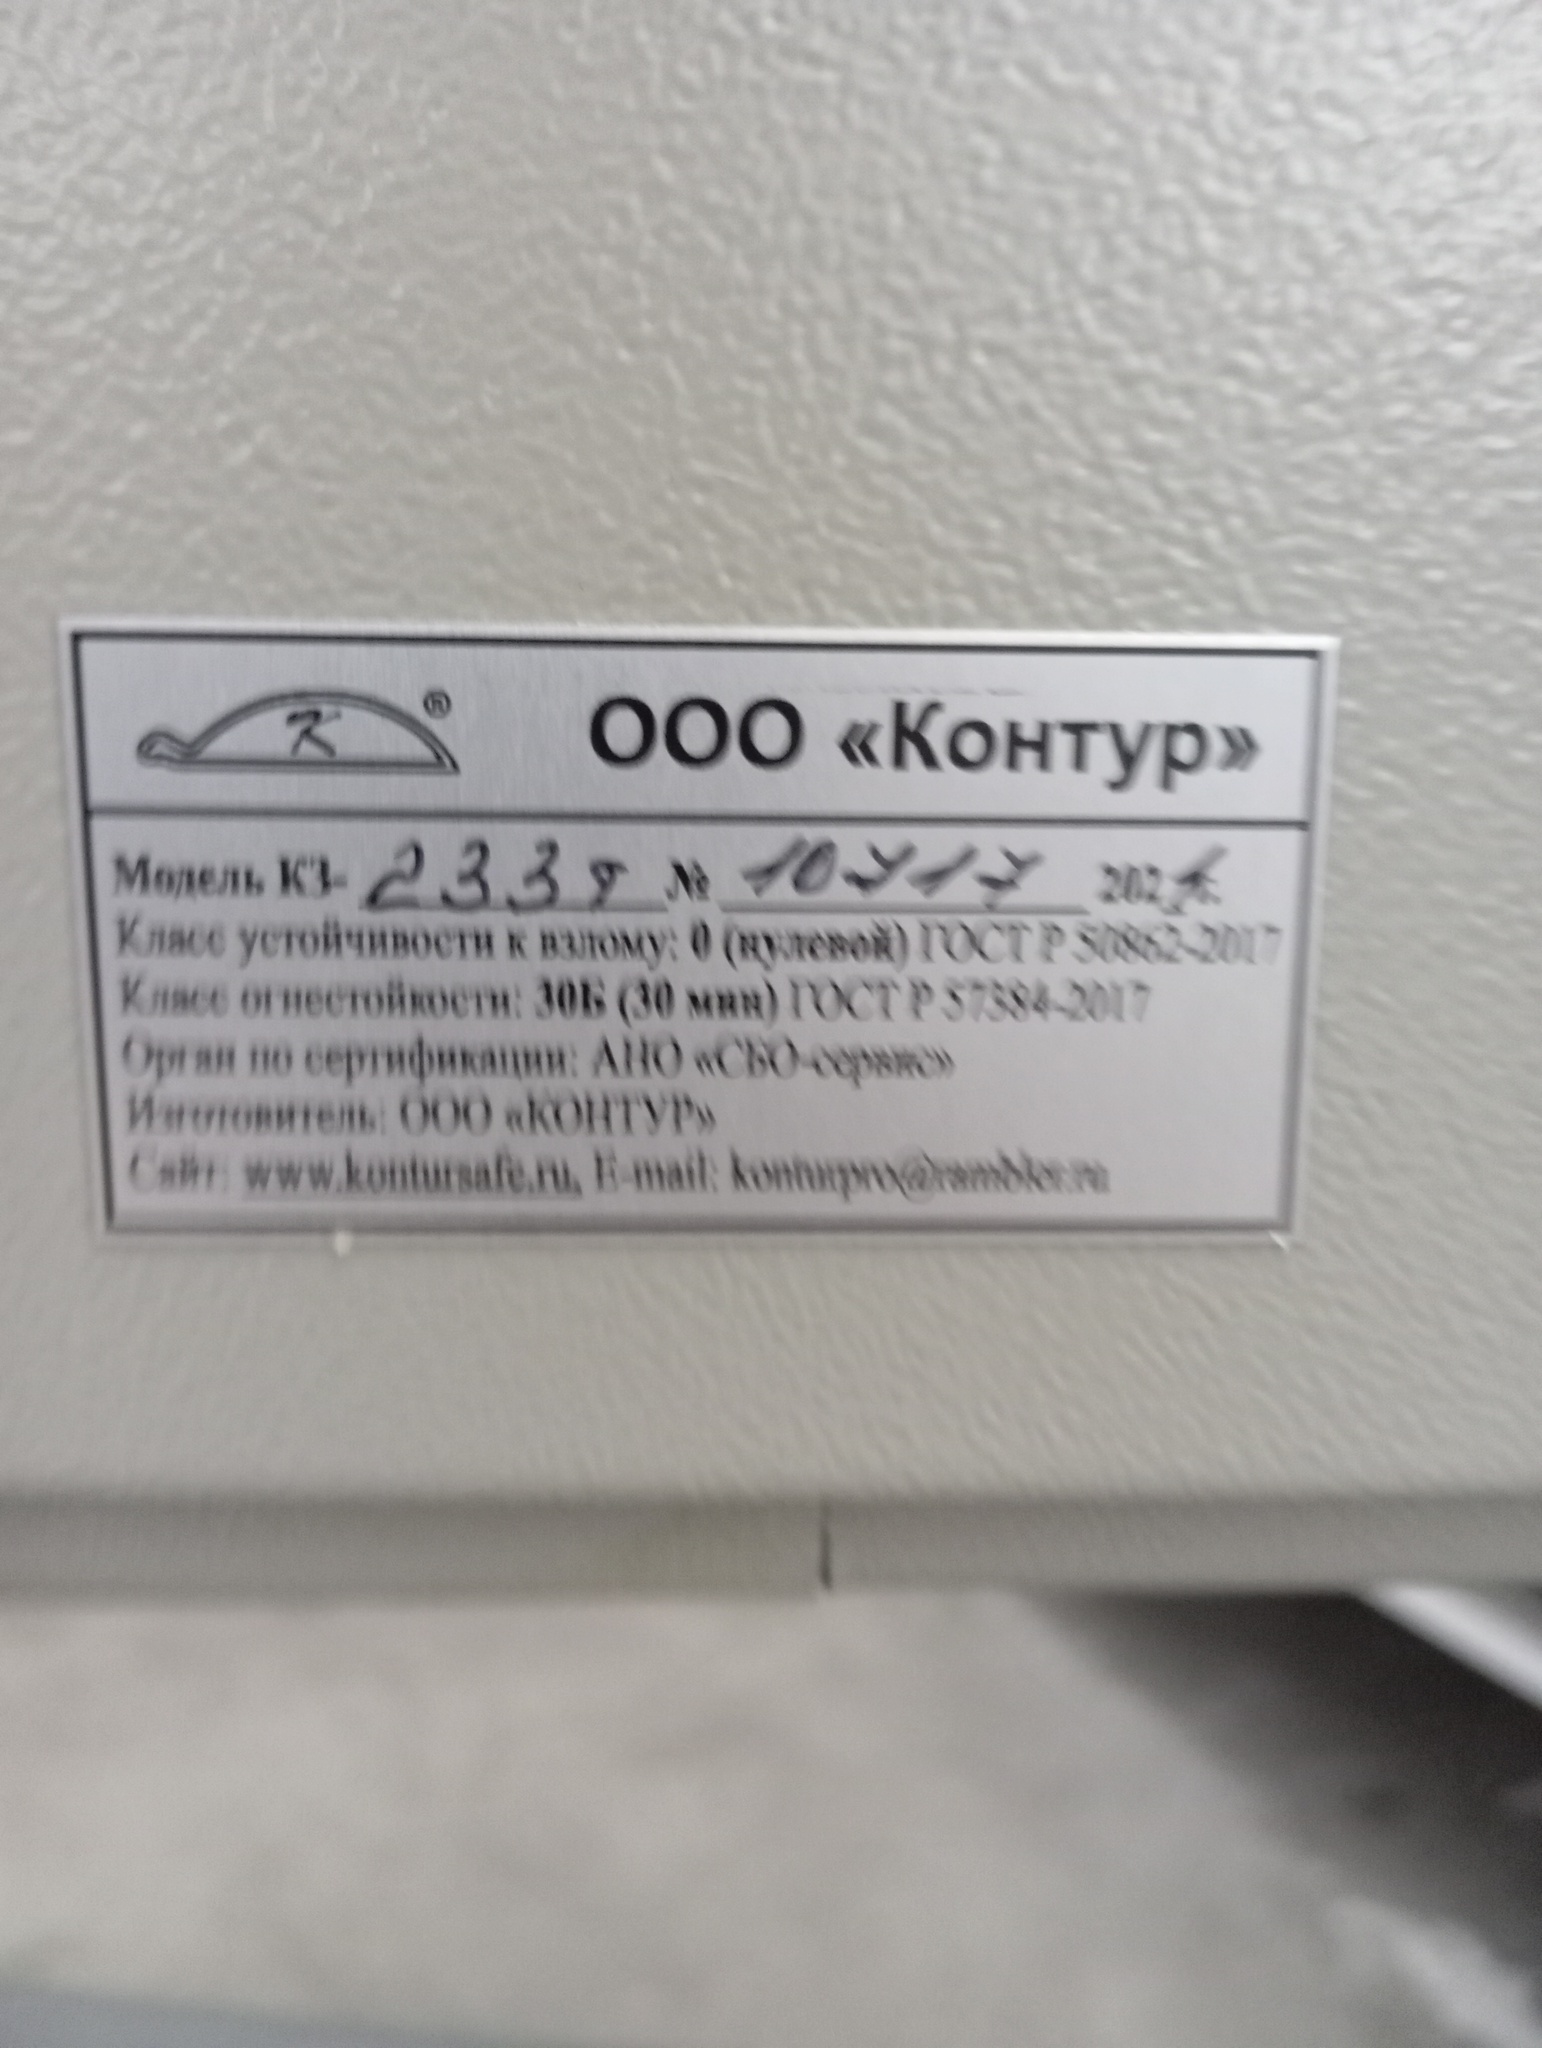 К ®
ООО «Контур»
Модель КЗ- 233т № 10717 2021г.
Класс устойчивости к взлому: 0 (нулевой) ГОСТ Р 50862-2017
Класс огнестойкости: 30Б (30 мин) ГОСТ Р 57384-2017
Орган по сертификации: АНО «СБО-сервис»
Изготовитель: ООО «КОНТУР»
Сайт: www.kontursafe.ru, E-mail: konturpro@rambler.ru